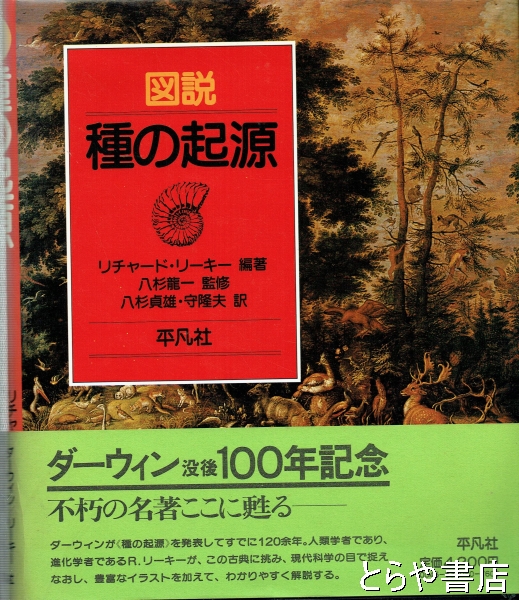 図説
種の起源
リチャード・リーキー 編著
八杉龍一 監修
八杉貞雄・守隆夫 訳
平凡社
ダーウィン没後100年記念
不朽の名著ここに甦る——
ダーウィンが〈種の起源〉を発表してすでに120余年。人類学者であり、
進化学者であるR.リーキーが、この古典に挑み、現代科学の目で捉え
なおし、豊富なイラストを加えて、わかりやすく解説する。
平凡社
定価4,800円
とらや書店